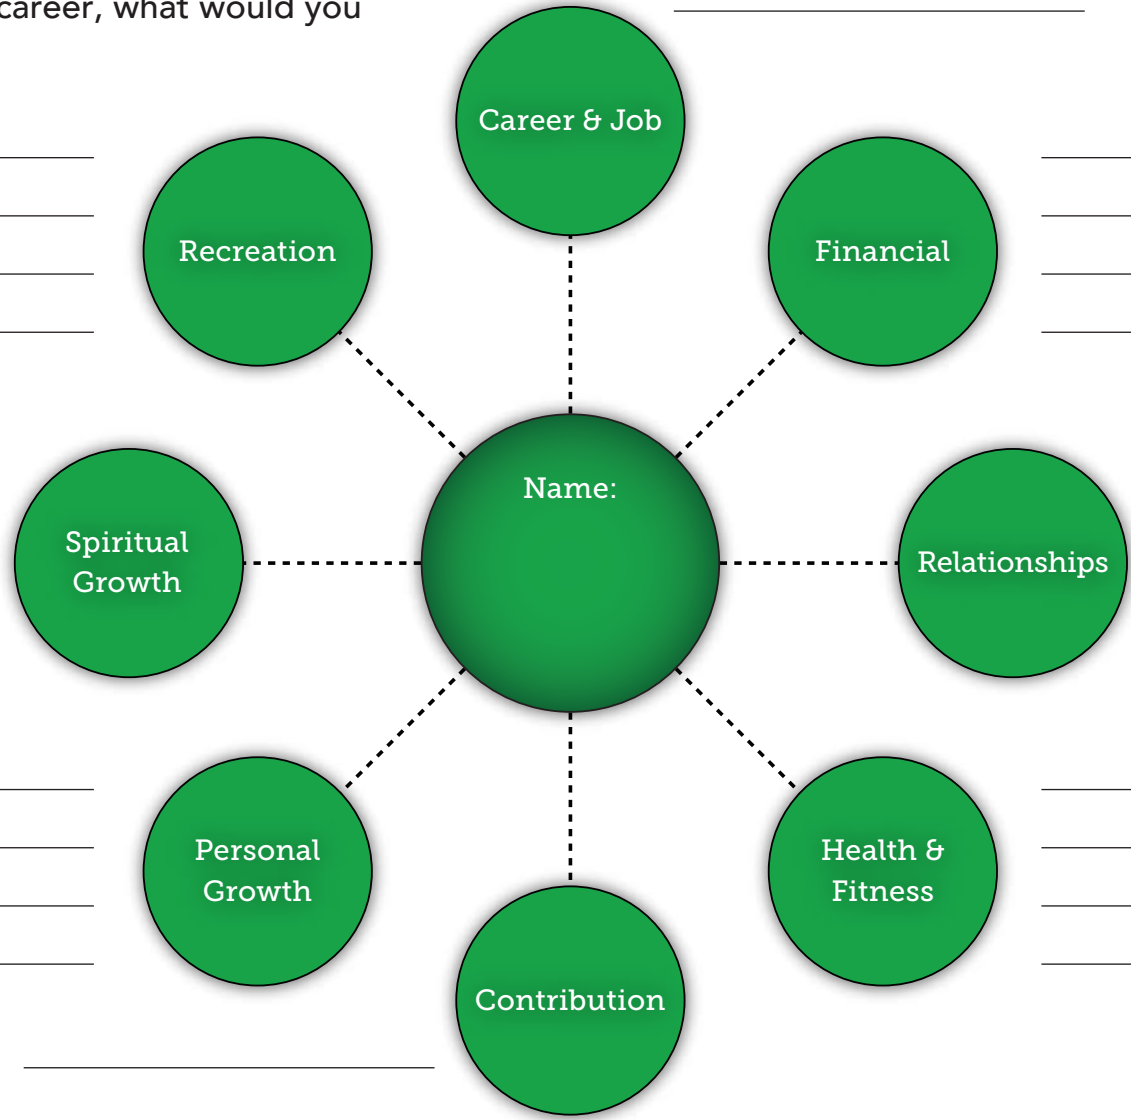 career, what would you
Career & Job
Recreation
Financial
Name:
Spiritual
Growth
Relationships
Personal
Growth
Health &
Fitness
Contribution